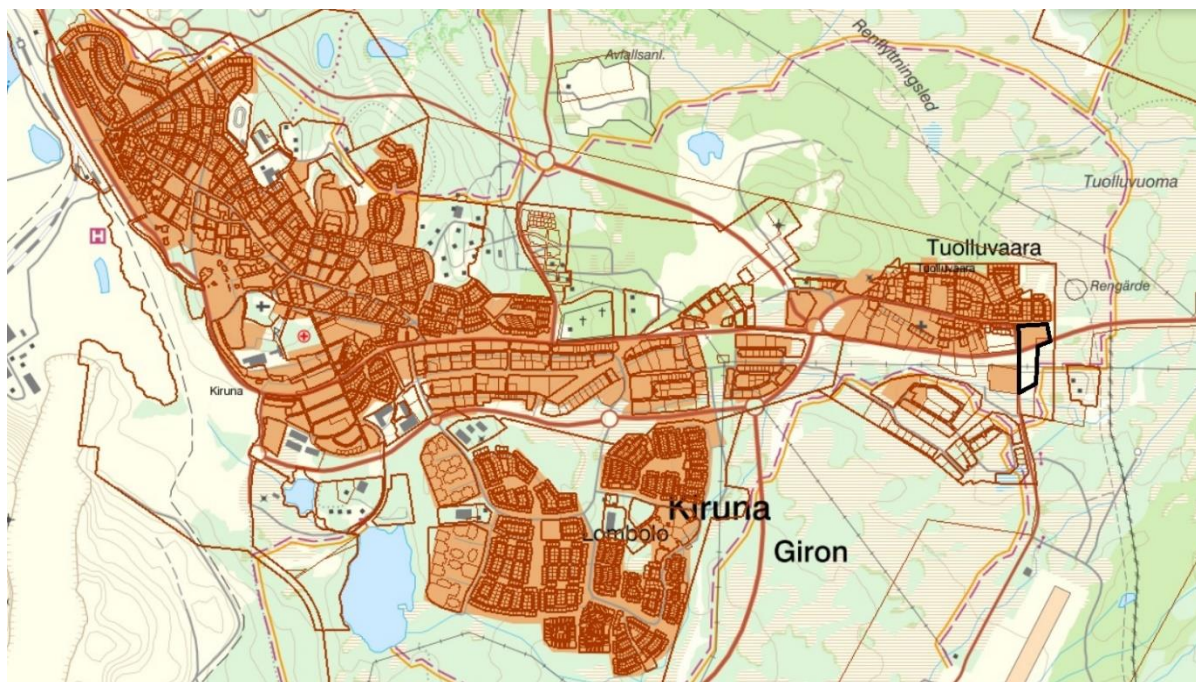 Avfallsanl.
Renflyttningsled
Tuolluvuoma
Tuolluvaara
Tuolluvaara
Rengärde
H
Kiruna
Kiruna
Lombolo
Giron